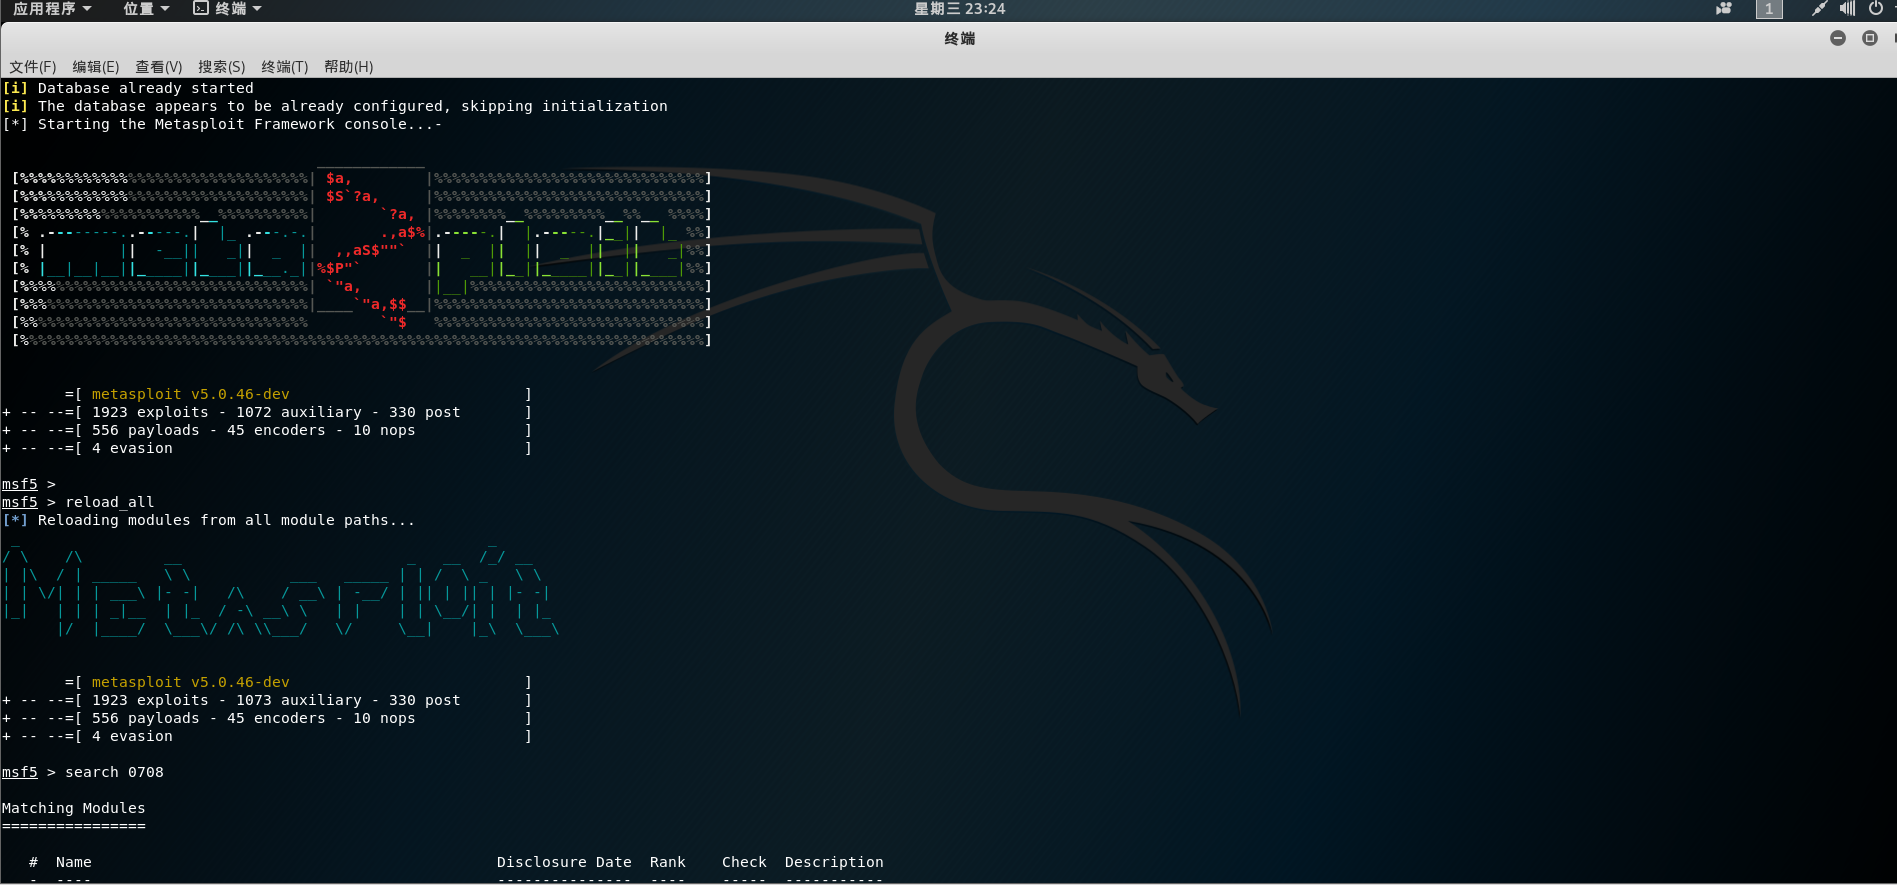 应用程序 位置 终端 星期三 23:24 1
终端
文件(F) 编辑(E) 查看(V) 搜索(S) 终端(T) 帮助(H)
[i] Database already started
[i] The database appears to be already configured, skipping initialization
[*] Starting the Metasploit Framework console...-
metasploit
=[ metasploit v5.0.46-dev ]
+ -- --=[ 1923 exploits - 1072 auxiliary - 330 post ]
+ -- --=[ 556 payloads - 45 encoders - 10 nops ]
+ -- --=[ 4 evasion ]
msf5 >
msf5 > reload_all
[*] Reloading modules from all module paths...
METASPLOIT
=[ metasploit v5.0.46-dev ]
+ -- --=[ 1923 exploits - 1073 auxiliary - 330 post ]
+ -- --=[ 556 payloads - 45 encoders - 10 nops ]
+ -- --=[ 4 evasion ]
msf5 > search 0708
Matching Modules
================
# Name Disclosure Date Rank Check Description
- ---- --------------- ---- ----- -----------